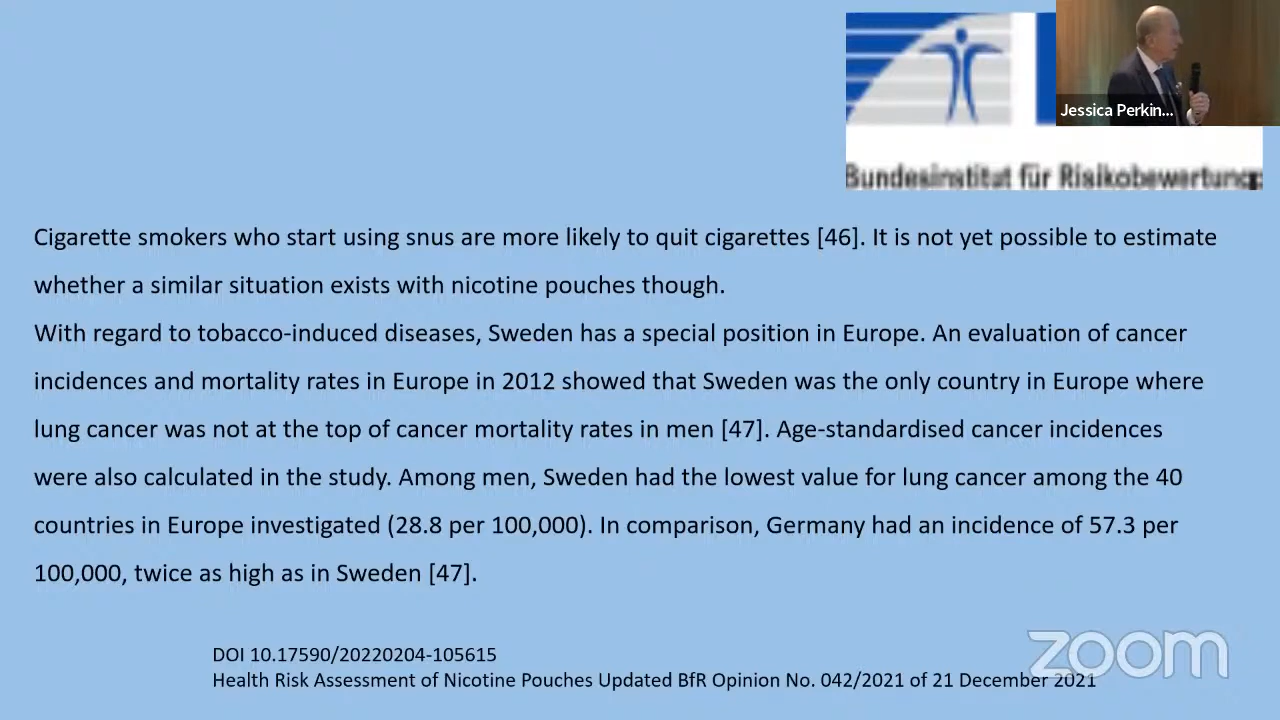 Jessica Perkin...
Bundesinstitut für Risikobewertung
Cigarette smokers who start using snus are more likely to quit cigarettes [46]. It is not yet possible to estimate
whether a similar situation exists with nicotine pouches though.
With regard to tobacco-induced diseases, Sweden has a special position in Europe. An evaluation of cancer
incidences and mortality rates in Europe in 2012 showed that Sweden was the only country in Europe where
lung cancer was not at the top of cancer mortality rates in men [47]. Age-standardised cancer incidences
were also calculated in the study. Among men, Sweden had the lowest value for lung cancer among the 40
countries in Europe investigated (28.8 per 100,000). In comparison, Germany had an incidence of 57.3 per
100,000, twice as high as in Sweden [47].
DOI 10.17590/20220204-105615
Health Risk Assessment of Nicotine Pouches Updated BfR Opinion No. 042/2021 of 21 December 2021
zoom